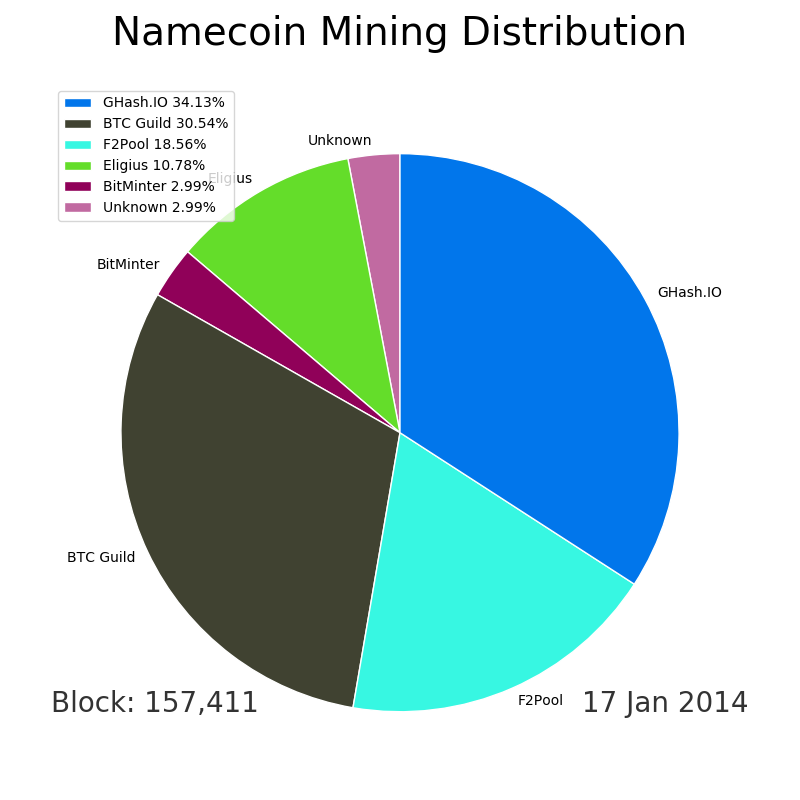 Namecoin Mining Distribution
GHash.IO 34.13%
BTC Guild 30.54%
F2Pool 18.56%
Eligius 10.78%
BitMinter 2.99%
Unknown 2.99%
Unknown
Eligius
BitMinter
GHash.IO
BTC Guild
F2Pool
Block: 157,411
17 Jan 2014